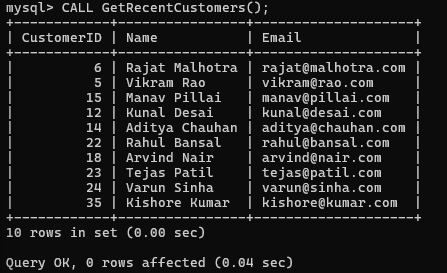 mysql> CALL GetRecentCustomers();
+------------+----------------+--------------------+
| CustomerID | Name           | Email              |
+------------+----------------+--------------------+
|          6 | Rajat Malhotra | rajat@malhotra.com |
|          5 | Vikram Rao     | vikram@rao.com     |
|         15 | Manav Pillai   | manav@pillai.com   |
|         12 | Kunal Desai    | kunal@desai.com    |
|         14 | Aditya Chauhan | aditya@chauhan.com |
|         22 | Rahul Bansal   | rahul@bansal.com   |
|         18 | Arvind Nair    | arvind@nair.com    |
|         23 | Tejas Patil    | tejas@patil.com    |
|         24 | Varun Sinha    | varun@sinha.com    |
|         35 | Kishore Kumar  | kishore@kumar.com  |
+------------+----------------+--------------------+
10 rows in set (0.00 sec)

Query OK, 0 rows affected (0.04 sec)